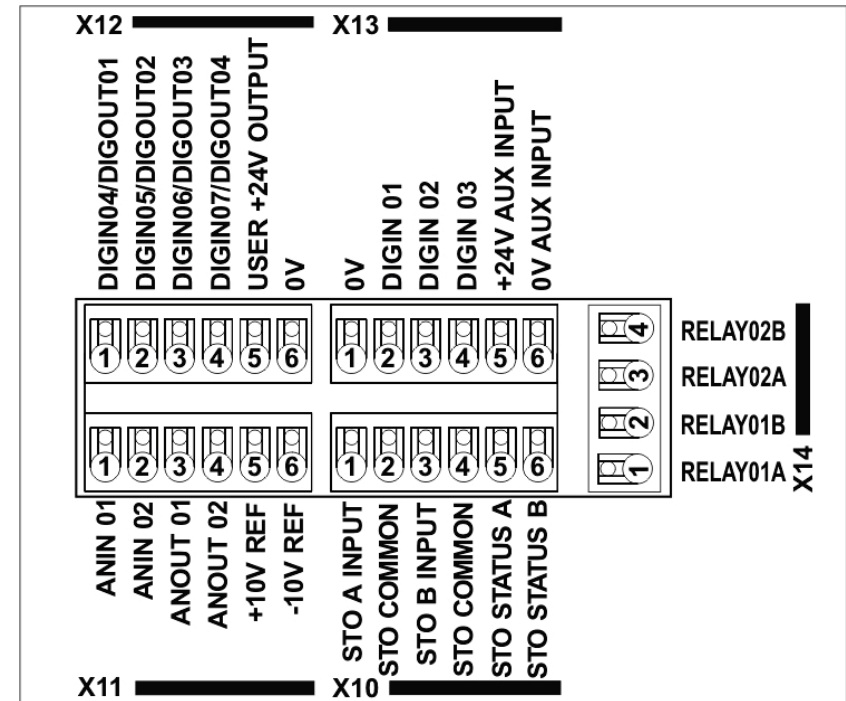 X12
X13
DIGIN04/DIGOUT01
DIGIN05/DIGOUT02
DIGIN06/DIGOUT03
DIGIN07/DIGOUT04
USER +24V OUTPUT
0V
0V
DIGIN 01
DIGIN 02
DIGIN 03
+24V AUX INPUT
0V AUX INPUT
1 2 3 4 5 6
1 2 3 4 5 6
4 RELAY02B
3 RELAY02A
2 RELAY01B
1 RELAY01A
X14
1 2 3 4 5 6
1 2 3 4 5 6
ANIN 01
ANIN 02
ANOUT 01
ANOUT 02
+10V REF
-10V REF
STO A INPUT
STO COMMON
STO B INPUT
STO COMMON
STO STATUS A
STO STATUS B
X11
X10